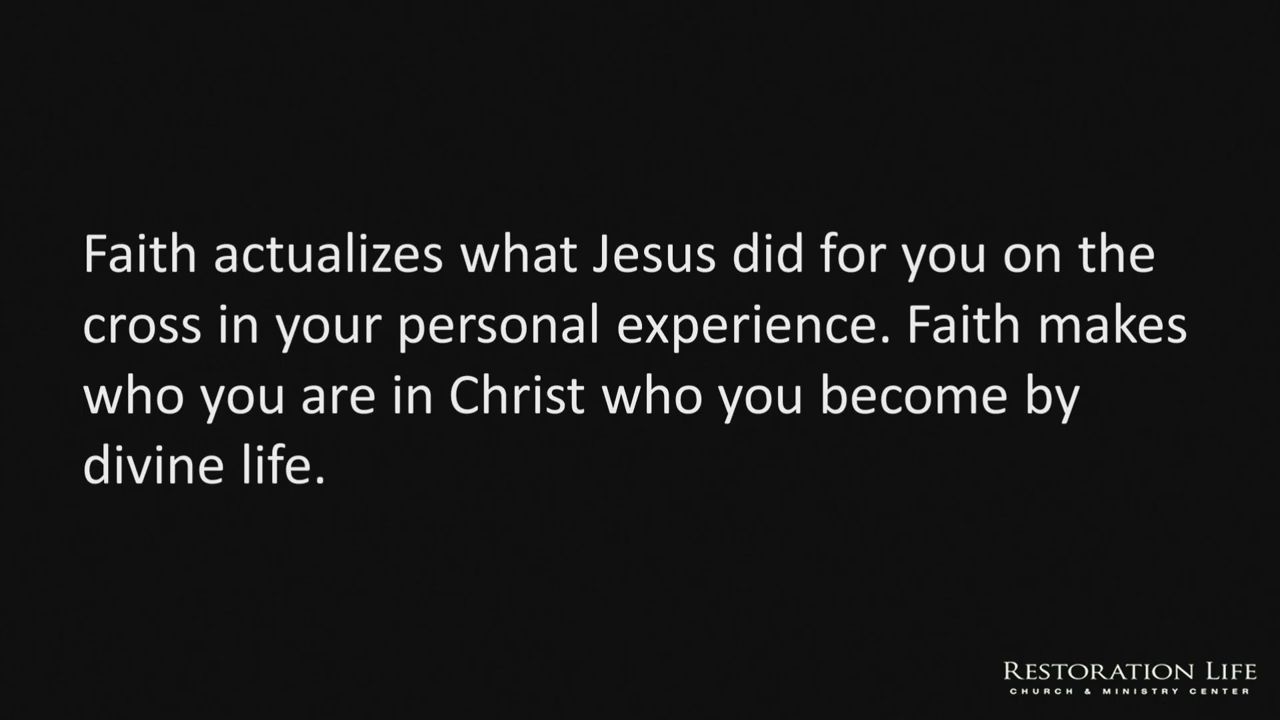 Faith actualizes what Jesus did for you on the
cross in your personal experience. Faith makes
who you are in Christ who you become by
divine life.
RESTORATION LIFE
CHURCH & MINISTRY CENTER